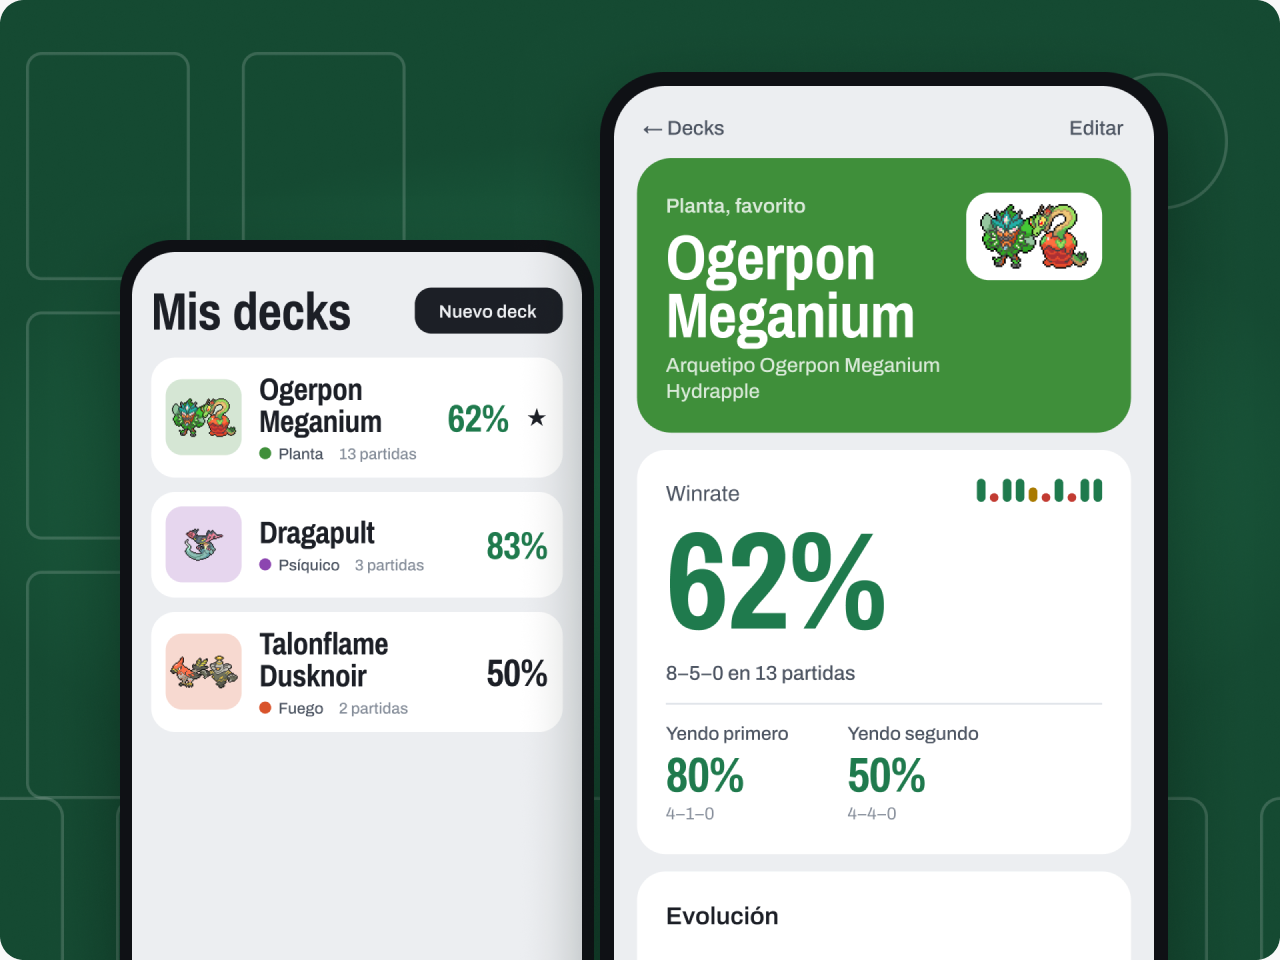 Mis decks
Nuevo deck
Ogerpon
Meganium
62% ★
Planta 13 partidas
Dragapult
83%
Psíquico 3 partidas
Talonflame
Dusknoir
50%
Fuego 2 partidas
← Decks
Editar
Planta, favorito
Ogerpon
Meganium
Arquetipo Ogerpon Meganium
Hydrapple
Winrate
62%
8–5–0 en 13 partidas
Yendo primero
80%
4–1–0
Yendo segundo
50%
4–4–0
Evolución